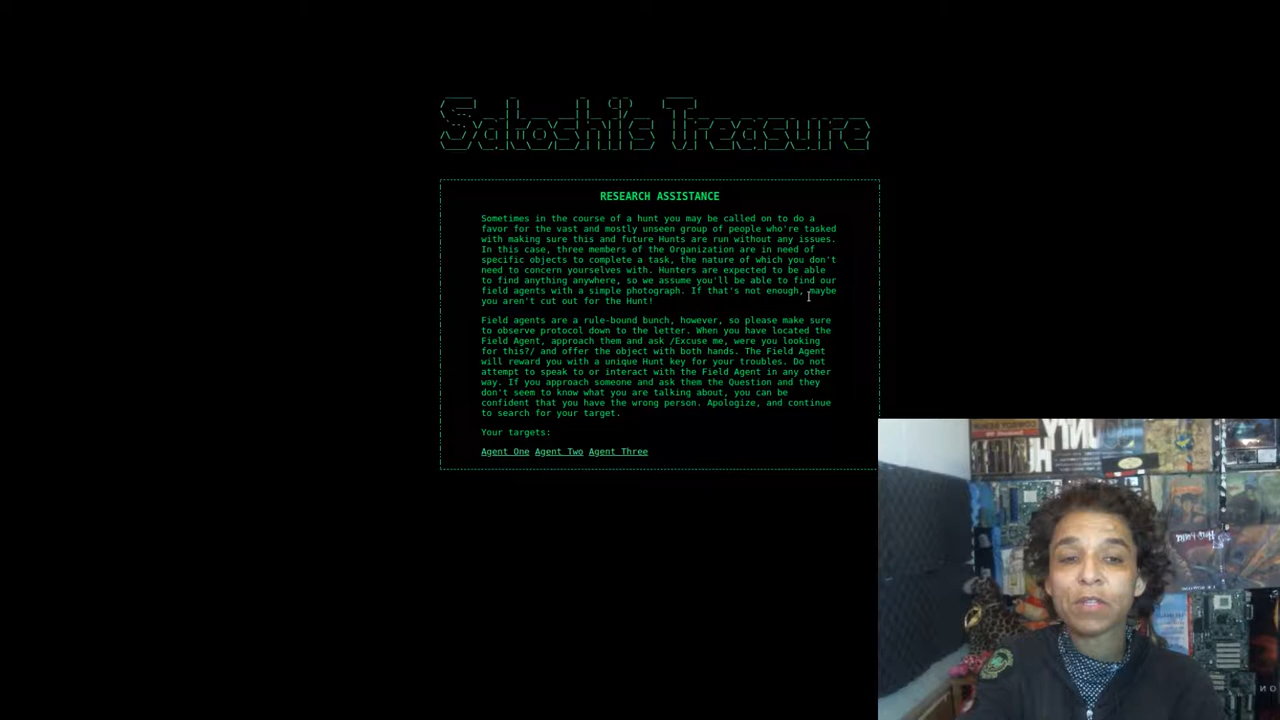 Satoshi's Treasure
RESEARCH ASSISTANCE
Sometimes in the course of a hunt you may be called on to do a
favor for the vast and mostly unseen group of people who're tasked
with making sure this and future Hunts are run without any issues.
In this case, three members of the Organization are in need of
specific objects to complete a task, the nature of which you don't
need to concern yourselves with. Hunters are expected to be able
to find anything anywhere, so we assume you'll be able to find our
field agents with a simple photograph. If that's not enough, maybe
you aren't cut out for the Hunt!
Field agents are a rule-bound bunch, however, so please make sure
to observe protocol down to the letter. When you have located the
Field Agent, approach them and ask /Excuse me, were you looking
for this?/ and offer the object with both hands. The Field Agent
will reward you with a unique Hunt key for your troubles. Do not
attempt to speak to or interact with the Field Agent in any other
way. If you approach someone and ask them the Question and they
don't seem to know what you are talking about, you can be
confident that you have the wrong person. Apologize, and continue
to search for your target.
Your targets:
Agent One Agent Two Agent Three
ONLY